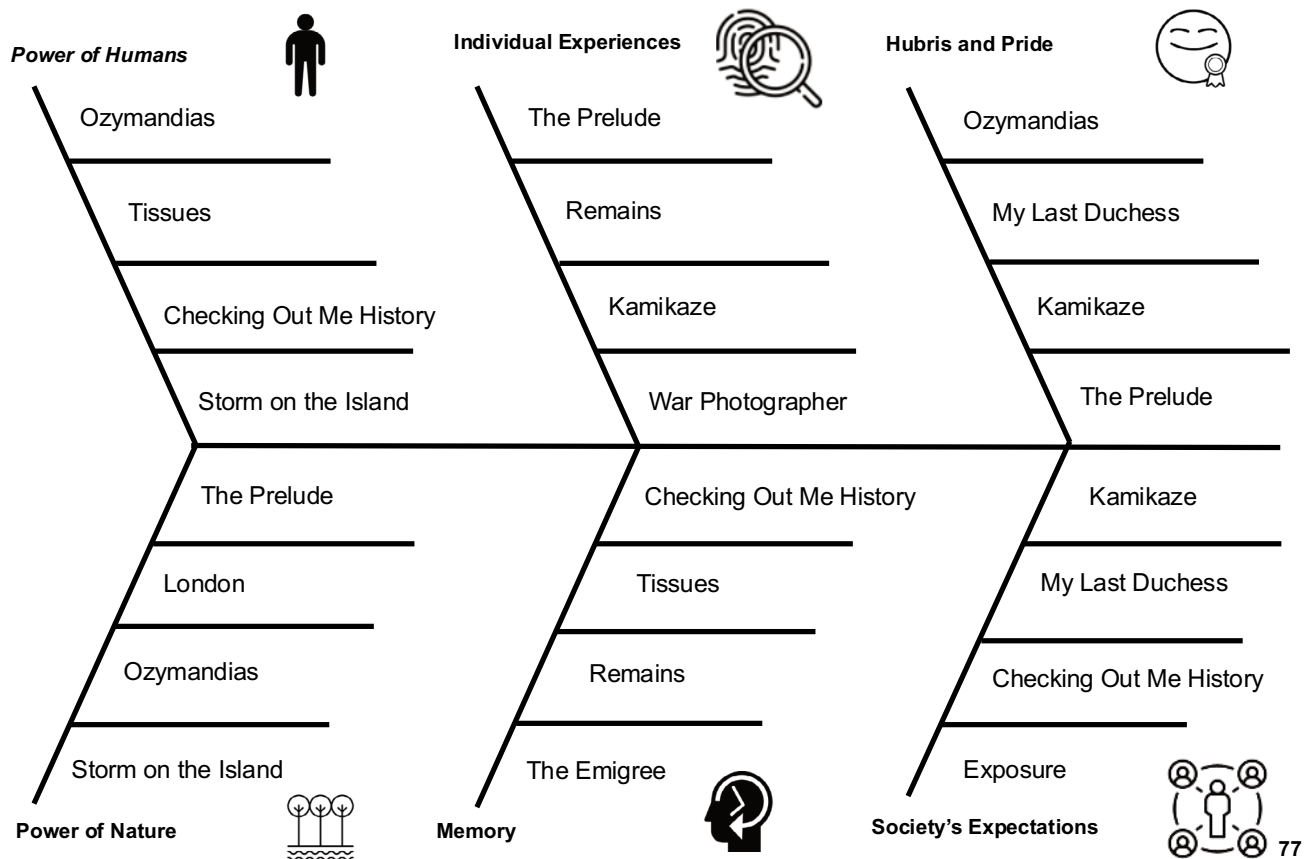 Power of Humans
Ozymandias
Tissues
Checking Out Me History
Storm on the Island
Individual Experiences
The Prelude
Remains
Kamikaze
War Photographer
Hubris and Pride
Ozymandias
My Last Duchess
Kamikaze
The Prelude
The Prelude
London
Ozymandias
Storm on the Island
Power of Nature
Checking Out Me History
Tissues
Remains
The Emigree
Memory
Kamikaze
My Last Duchess
Checking Out Me History
Exposure
Society’s Expectations
77